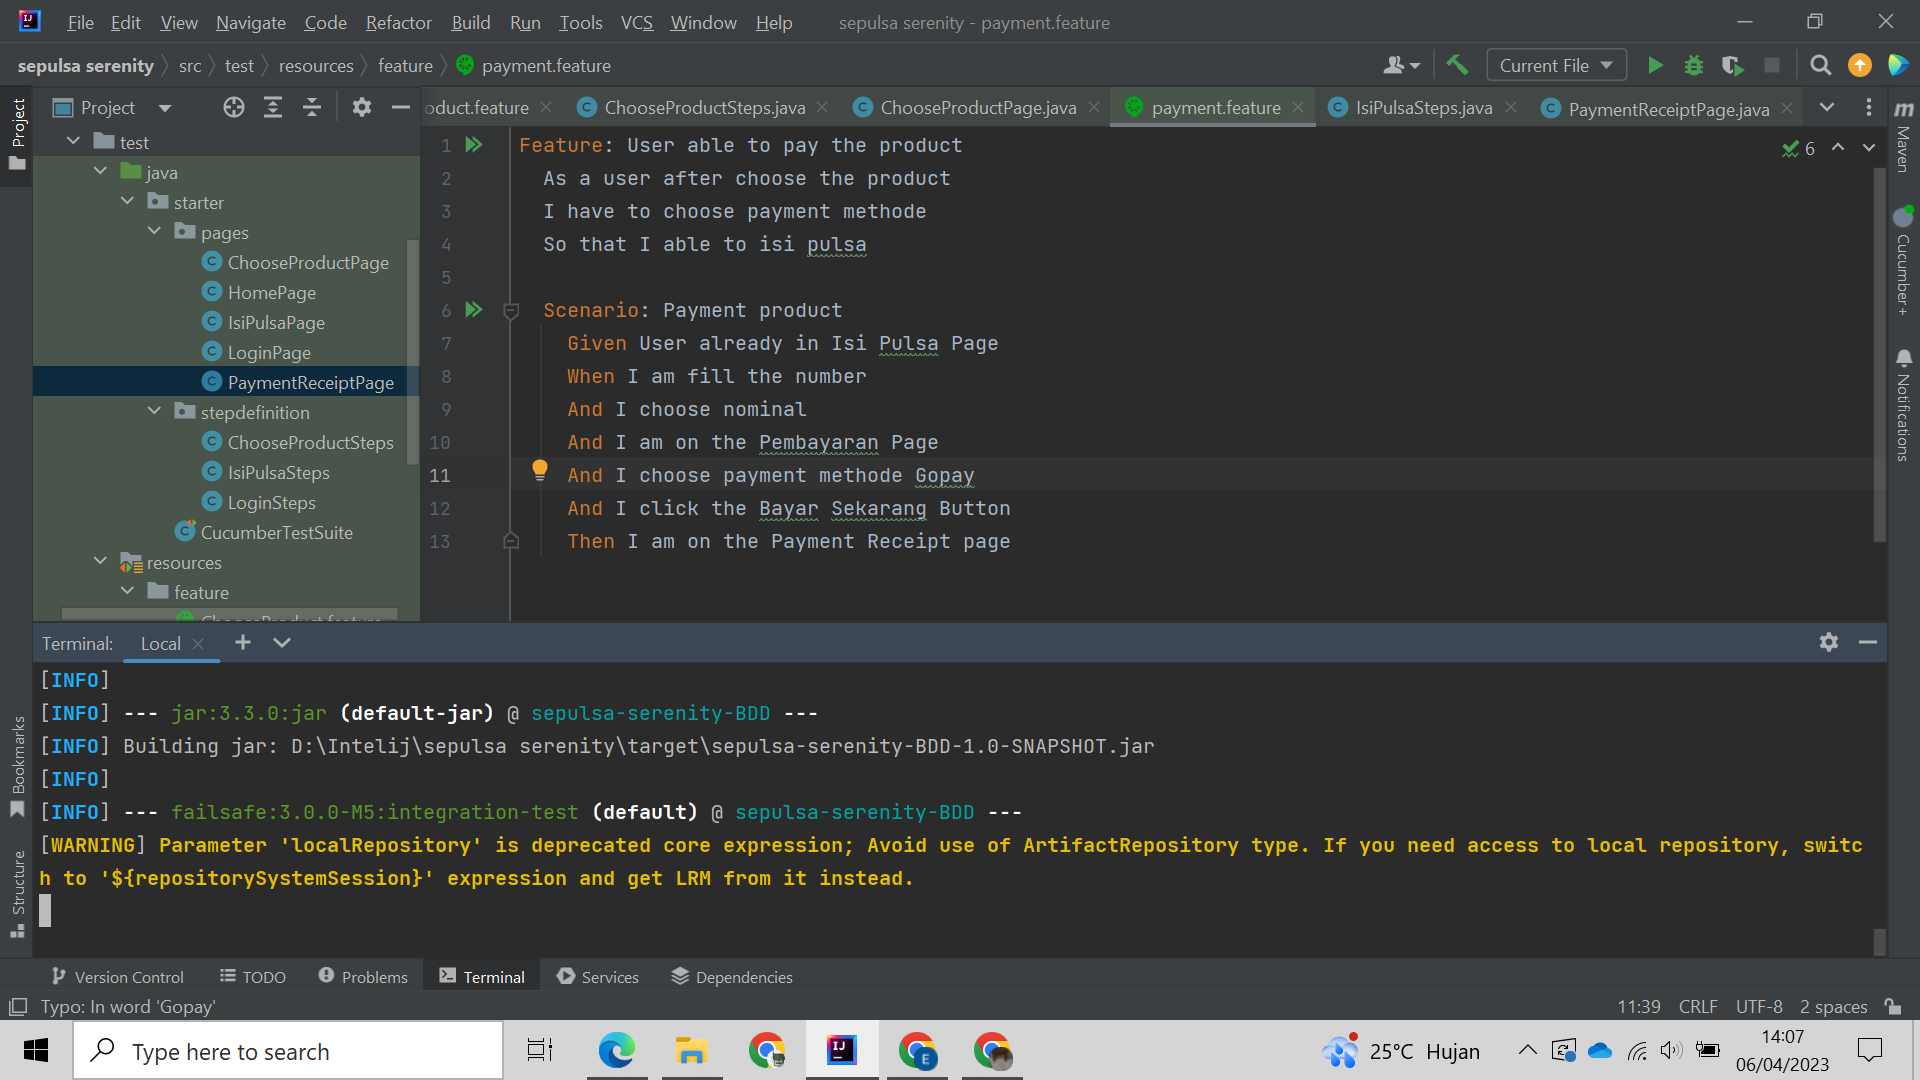 File Edit View Navigate Code Refactor Build Run Tools VCS Window Help sepulsa serenity - payment.feature
sepulsa serenity src test resources feature payment.feature Current File
Project oduct.feature ChooseProductSteps.java ChooseProductPage.java payment.feature IsiPulsaSteps.java PaymentReceiptPage.java
Project
Bookmarks
Structure
test
java
starter
pages
ChooseProductPage
HomePage
IsiPulsaPage
LoginPage
PaymentReceiptPage
stepdefinition
ChooseProductSteps
IsiPulsaSteps
LoginSteps
CucumberTestSuite
resources
feature
ChooseProduct.feature
1 Feature: User able to pay the product
2 As a user after choose the product
3 I have to choose payment methode
4 So that I able to isi pulsa
5
6 Scenario: Payment product
7 Given User already in Isi Pulsa Page
8 When I am fill the number
9 And I choose nominal
10 And I am on the Pembayaran Page
11 And I choose payment methode Gopay
12 And I click the Bayar Sekarang Button
13 Then I am on the Payment Receipt page
6
m
Maven
Cucumber+
Notifications
Terminal: Local
[INFO]
[INFO] --- jar:3.3.0:jar (default-jar) @ sepulsa-serenity-BDD ---
[INFO] Building jar: D:\Intelij\sepulsa serenity\target\sepulsa-serenity-BDD-1.0-SNAPSHOT.jar
[INFO]
[INFO] --- failsafe:3.0.0-M5:integration-test (default) @ sepulsa-serenity-BDD ---
[WARNING] Parameter 'localRepository' is deprecated core expression; Avoid use of ArtifactRepository type. If you need access to local repository, switc
h to '${repositorySystemSession}' expression and get LRM from it instead.
Version Control TODO Problems Terminal Services Dependencies
Typo: In word 'Gopay' 11:39 CRLF UTF-8 2 spaces
Type here to search IJ E 25°C Hujan 14:07
06/04/2023